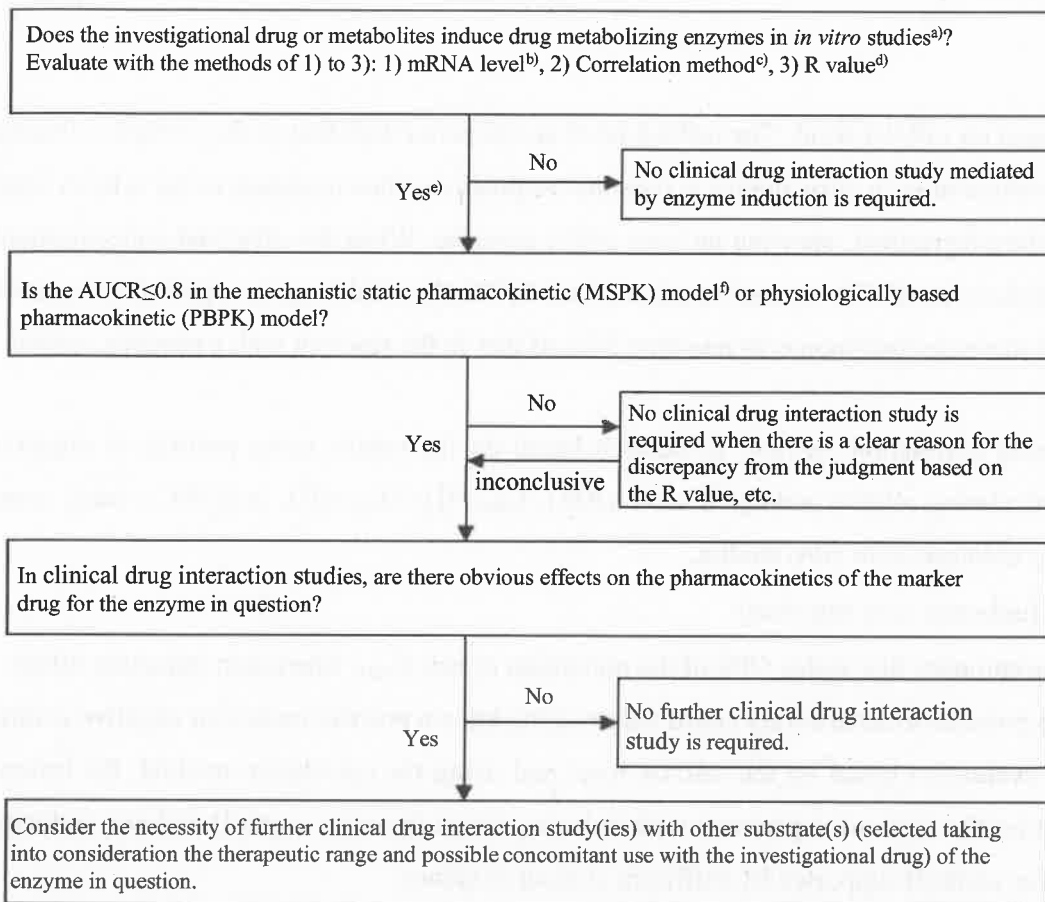 Does the investigational drug or metabolites induce drug metabolizing enzymes in in vitro studiesa)?
Evaluate with the methods of 1) to 3): 1) mRNA levelb), 2) Correlation methodc), 3) R valued)
No
Yese)
No clinical drug interaction study mediated
by enzyme induction is required.
Is the AUCR≤0.8 in the mechanistic static pharmacokinetic (MSPK) modelf) or physiologically based
pharmacokinetic (PBPK) model?
No
Yes
inconclusive
No clinical drug interaction study is
required when there is a clear reason for the
discrepancy from the judgment based on
the R value, etc.
In clinical drug interaction studies, are there obvious effects on the pharmacokinetics of the marker
drug for the enzyme in question?
No
Yes
No further clinical drug interaction
study is required.
Consider the necessity of further clinical drug interaction study(ies) with other substrate(s) (selected taking
into consideration the therapeutic range and possible concomitant use with the investigational drug) of the
enzyme in question.